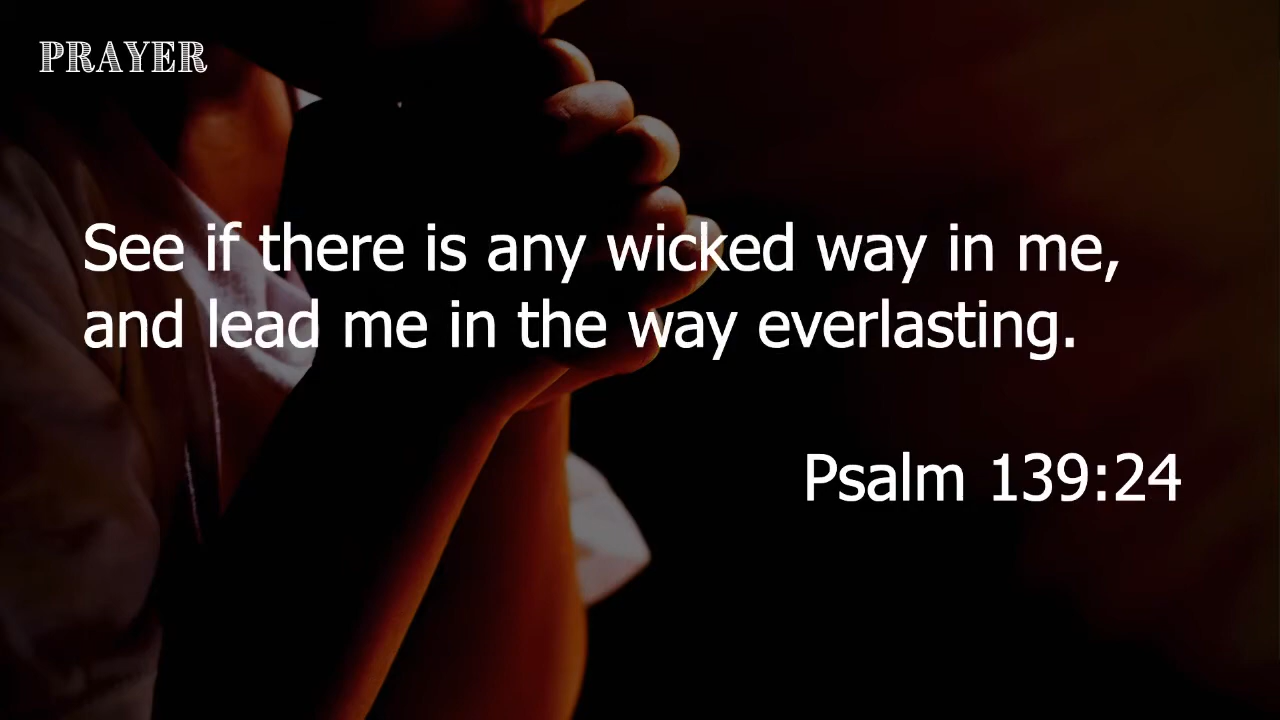 PRAYER
See if there is any wicked way in me,
and lead me in the way everlasting.
Psalm 139:24